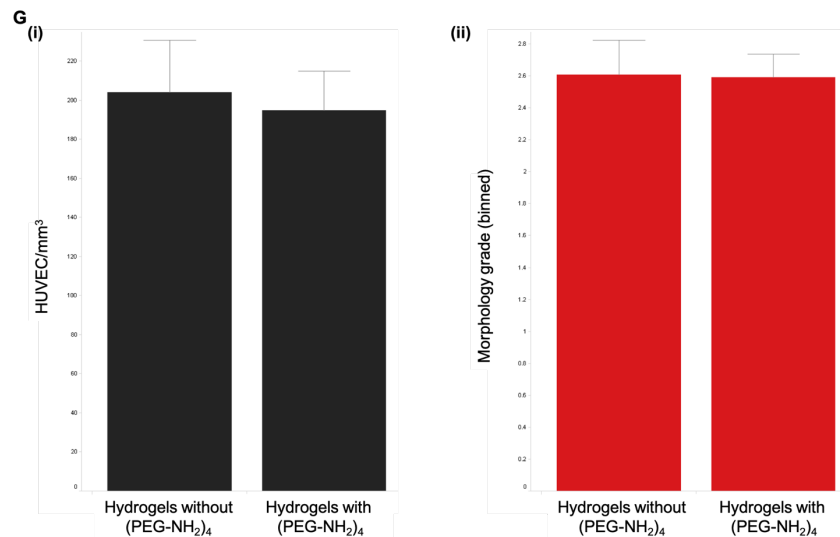 G
(i)
220
200
180
160
140
120
100
80
60
40
20
0
HUVEC/mm³
Hydrogels without
(PEG-NH₂)₄
Hydrogels with
(PEG-NH₂)₄
(ii)
2.8
2.6
2.4
2.2
2
1.8
1.6
1.4
1.2
1
0.8
0.6
0.4
0.2
0
Morphology grade (binned)
Hydrogels without
(PEG-NH₂)₄
Hydrogels with
(PEG-NH₂)₄